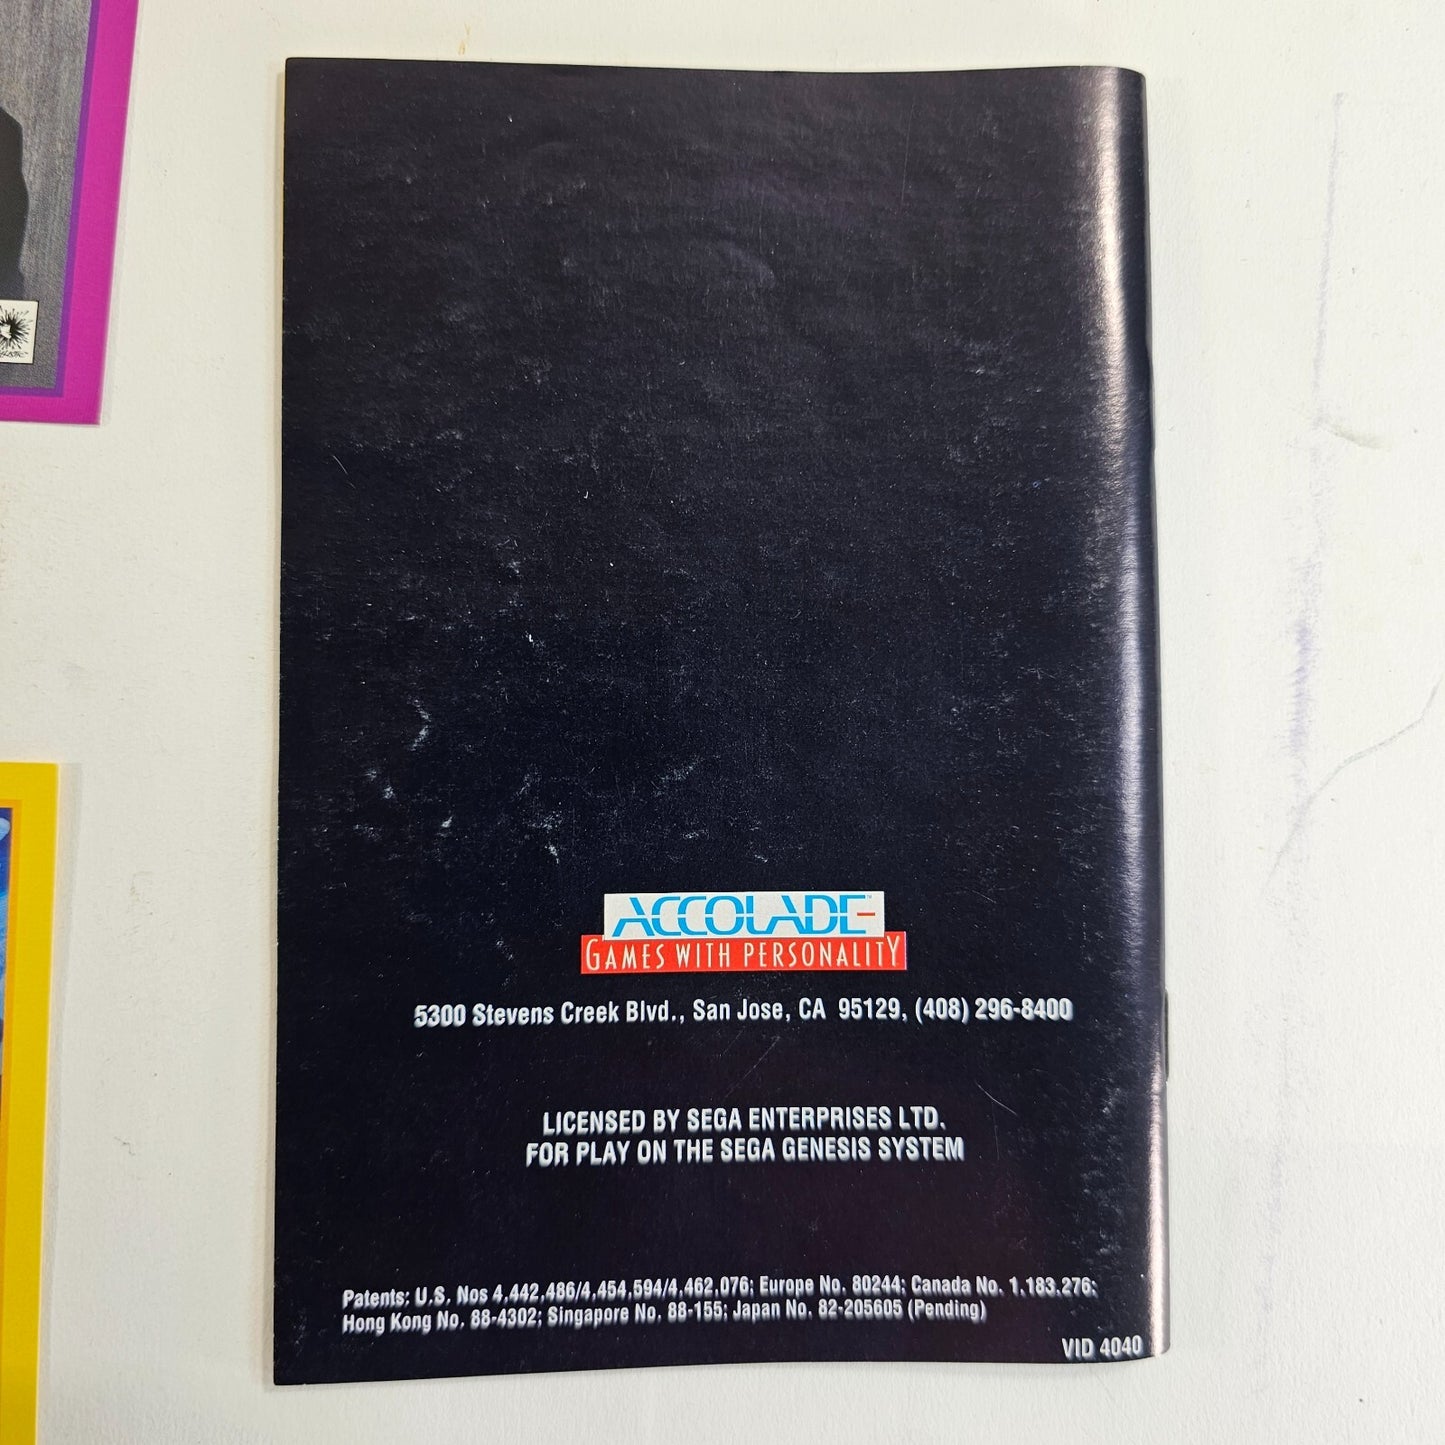 ACCOLADE™
GAMES WITH PERSONALITY
5300 Stevens Creek Blvd., San Jose, CA 95129, (408) 296-8400
LICENSED BY SEGA ENTERPRISES LTD.
FOR PLAY ON THE SEGA GENESIS SYSTEM
Patents: U.S. Nos 4,442,486/4,454,594/4,462,076; Europe No. 80244; Canada No. 1,183,276;
Hong Kong No. 88-4302; Singapore No. 88-155; Japan No. 82-205605 (Pending)
VID 4040